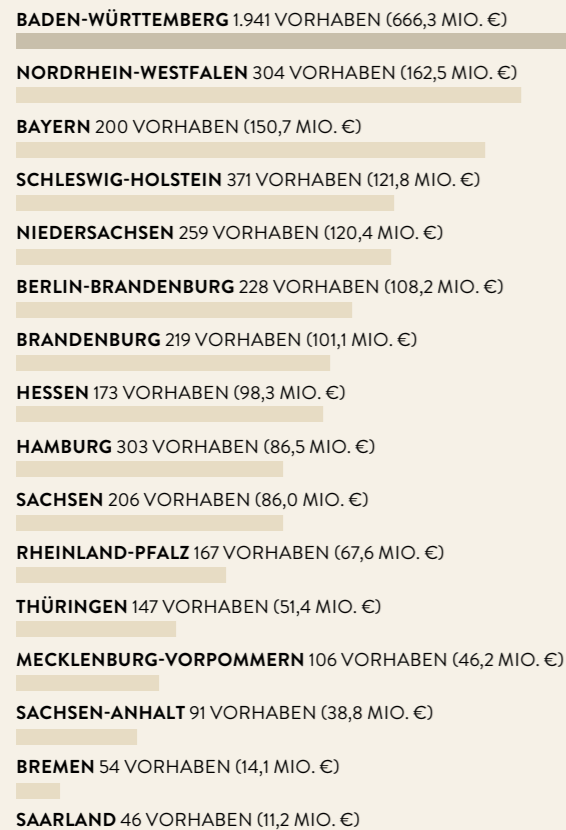 BADEN-WÜRTTEMBERG 1.941 VORHABEN (666,3 MIO. €)
NORDRHEIN-WESTFALEN 304 VORHABEN (162,5 MIO. €)
BAYERN 200 VORHABEN (150,7 MIO. €)
SCHLESWIG-HOLSTEIN 371 VORHABEN (121,8 MIO. €)
NIEDERSACHSEN 259 VORHABEN (120,4 MIO. €)
BERLIN-BRANDENBURG 228 VORHABEN (108,2 MIO. €)
BRANDENBURG 219 VORHABEN (101,1 MIO. €)
HESSEN 173 VORHABEN (98,3 MIO. €)
HAMBURG 303 VORHABEN (86,5 MIO. €)
SACHSEN 206 VORHABEN (86,0 MIO. €)
RHEINLAND-PFALZ 167 VORHABEN (67,6 MIO. €)
THÜRINGEN 147 VORHABEN (51,4 MIO. €)
MECKLENBURG-VORPOMMERN 106 VORHABEN (46,2 MIO. €)
SACHSEN-ANHALT 91 VORHABEN (38,8 MIO. €)
BREMEN 54 VORHABEN (14,1 MIO. €)
SAARLAND 46 VORHABEN (11,2 MIO. €)